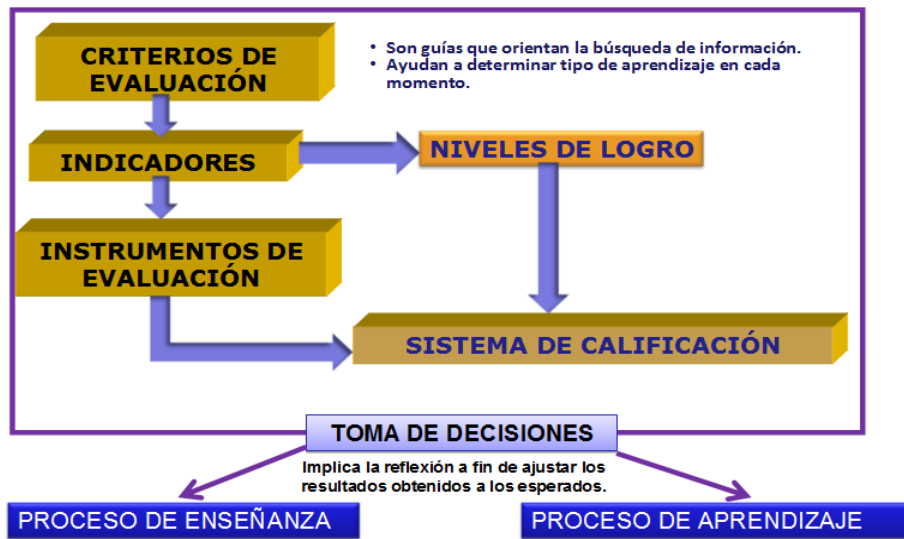 CRITERIOS DE
EVALUACIÓN
• Son guías que orientan la búsqueda de información.
• Ayudan a determinar tipo de aprendizaje en cada
momento.
INDICADORES
NIVELES DE LOGRO
INSTRUMENTOS DE
EVALUACIÓN
SISTEMA DE CALIFICACIÓN
TOMA DE DECISIONES
Implica la reflexión a fin de ajustar los
resultados obtenidos a los esperados.
PROCESO DE ENSEÑANZA
PROCESO DE APRENDIZAJE